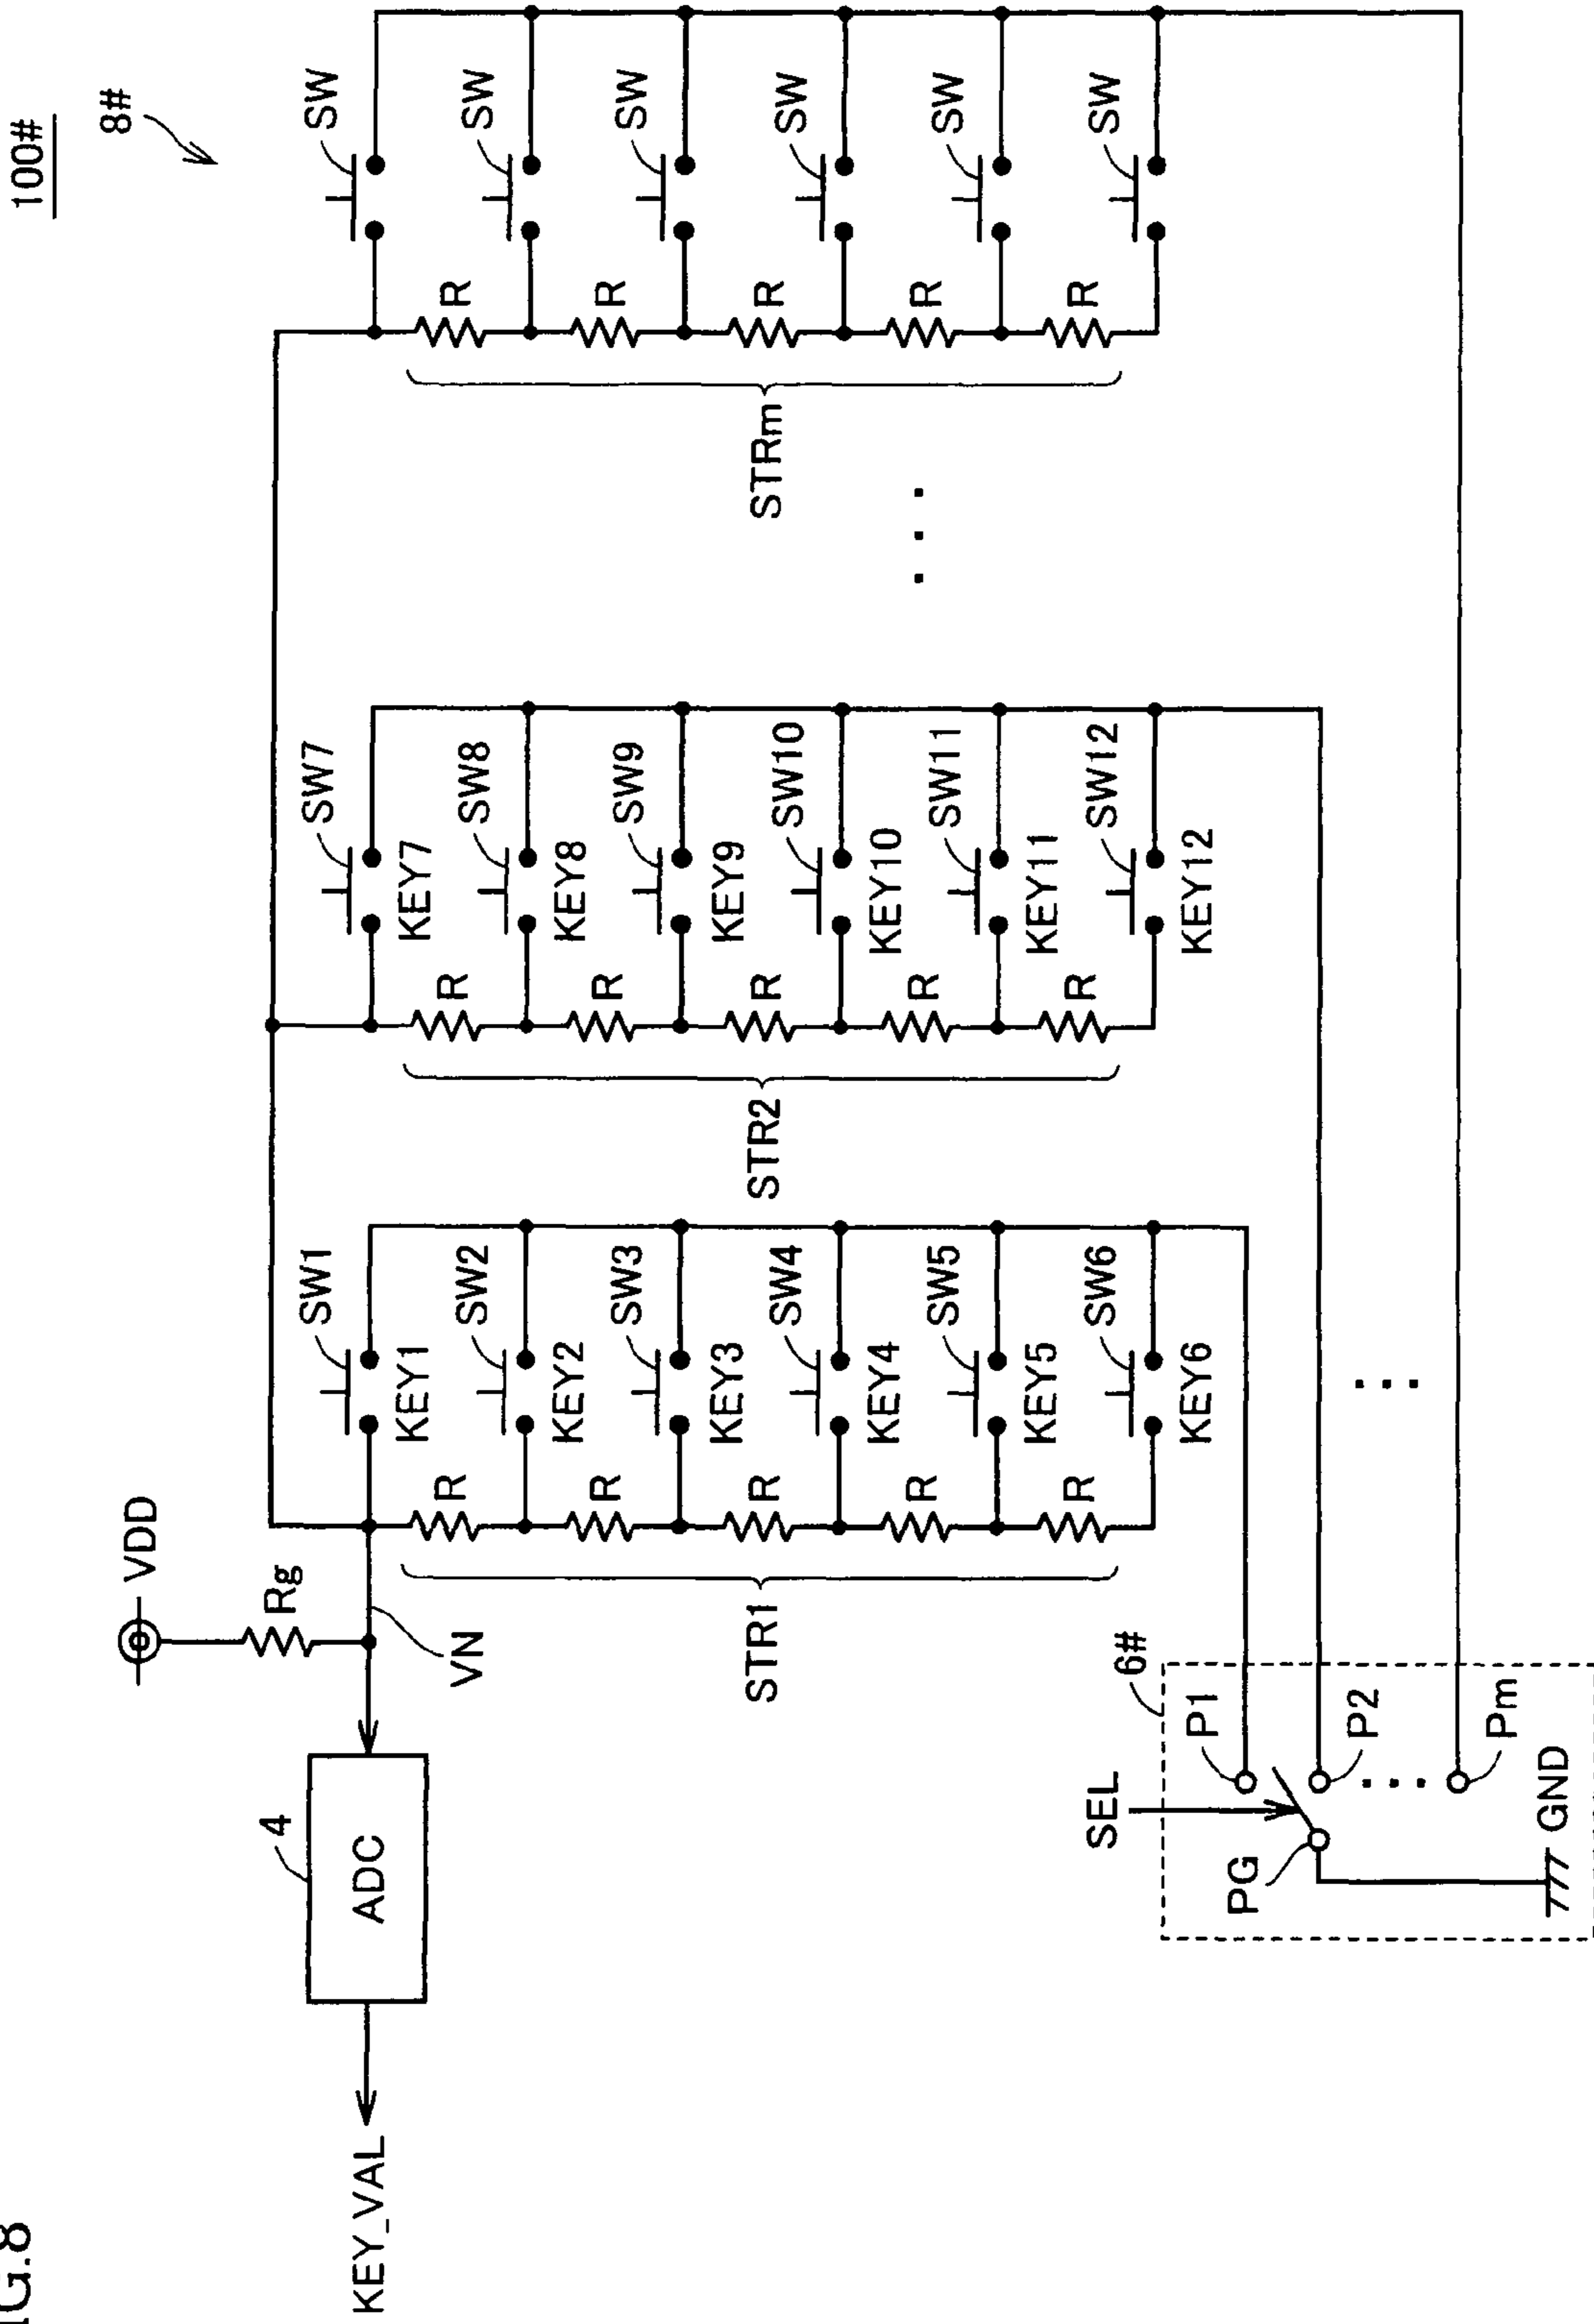 IG.8
100#
8#
VDD
Rg
VN
4
ADC
KEY_VAL
SW1
KEY1
R
SW2
KEY2
R
SW3
KEY3
R
SW4
KEY4
R
SW5
KEY5
R
SW6
KEY6
STR1
SW7
KEY7
R
SW8
KEY8
R
SW9
KEY9
R
SW10
KEY10
R
SW11
KEY11
R
SW12
KEY12
STR2
SW
R
SW
R
SW
R
SW
R
SW
R
SW
STRm
. . .
6#
SEL
P1
P2
Pm
PG
GND